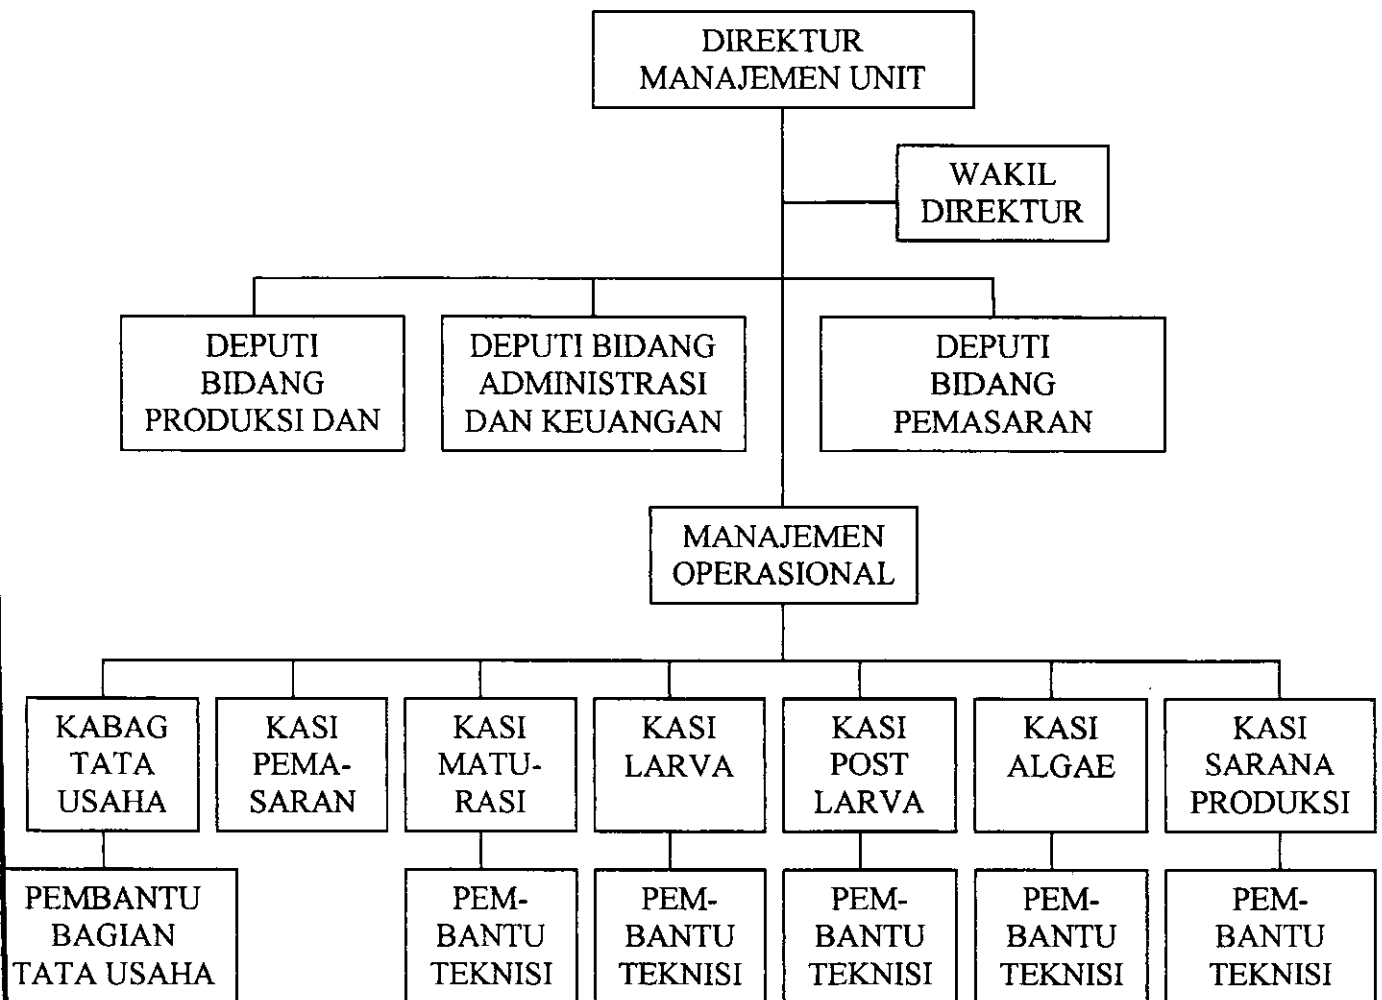 DIREKTUR
MANAJEMEN UNIT
WAKIL
DIREKTUR
DEPUTI
BIDANG
PRODUKSI DAN
DEPUTI BIDANG
ADMINISTRASI
DAN KEUANGAN
DEPUTI
BIDANG
PEMASARAN
MANAJEMEN
OPERASIONAL
KABAG
TATA
USAHA
KASI
PEMA-
SARAN
KASI
MATU-
RASI
KASI
LARVA
KASI
POST
LARVA
KASI
ALGAE
KASI
SARANA
PRODUKSI
PEMBANTU
BAGIAN
TATA USAHA
PEM-
BANTU
TEKNISI
PEM-
BANTU
TEKNISI
PEM-
BANTU
TEKNISI
PEM-
BANTU
TEKNISI
PEM-
BANTU
TEKNISI